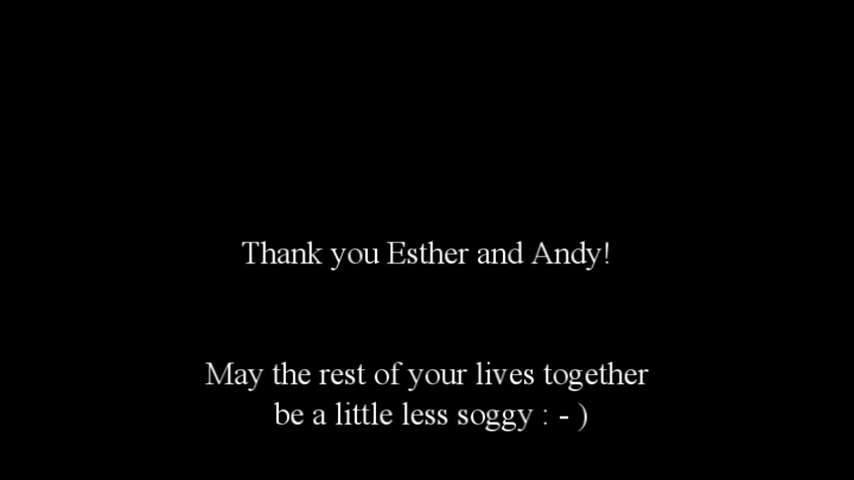 Thank you Esther and Andy!
May the rest of your lives together
be a little less soggy : - )